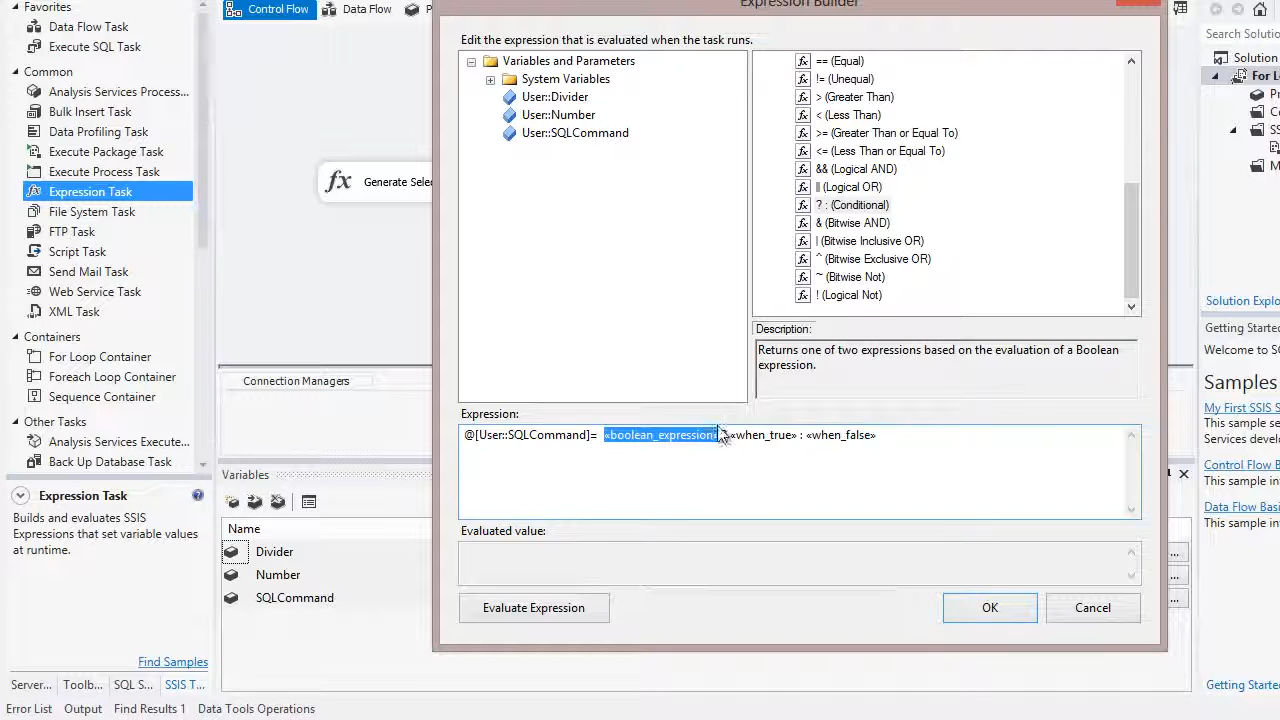 Favorites
Data Flow Task
Execute SQL Task
Common
Analysis Services Process...
Bulk Insert Task
Data Profiling Task
Execute Package Task
Execute Process Task
Expression Task
File System Task
FTP Task
Script Task
Send Mail Task
Web Service Task
XML Task
Containers
For Loop Container
Foreach Loop Container
Sequence Container
Other Tasks
Analysis Services Execute...
Back Up Database Task
Expression Task
Builds and evaluates SSIS
Expressions that set variable values
at runtime.
Find Samples
Server...
Toolb...
SQL S...
SSIS T...
Error List
Output
Find Results 1
Data Tools Operations
Control Flow
Data Flow
P
fx
Generate Selec
Connection Managers
Variables
Name
Divider
Number
SQLCommand
Expression Builder
Edit the expression that is evaluated when the task runs.
Variables and Parameters
System Variables
User::Divider
User::Number
User::SQLCommand
== (Equal)
!= (Unequal)
> (Greater Than)
< (Less Than)
>= (Greater Than or Equal To)
<= (Less Than or Equal To)
&& (Logical AND)
|| (Logical OR)
? : (Conditional)
& (Bitwise AND)
| (Bitwise Inclusive OR)
^ (Bitwise Exclusive OR)
~ (Bitwise Not)
! (Logical Not)
Description:
Returns one of two expressions based on the evaluation of a Boolean
expression.
Expression:
@[User::SQLCommand]= «boolean_expression» «when_true» : «when_false»
Evaluated value:
Evaluate Expression
OK
Cancel
Search Solutio
Solution
For L
Pr
Co
SS
M
Solution Explo
Getting Started
Welcome to S
Samples
My First SSIS S
This sample se
Services develo
Control Flow B
This sample in
Data Flow Basi
This sample in
Getting Starte